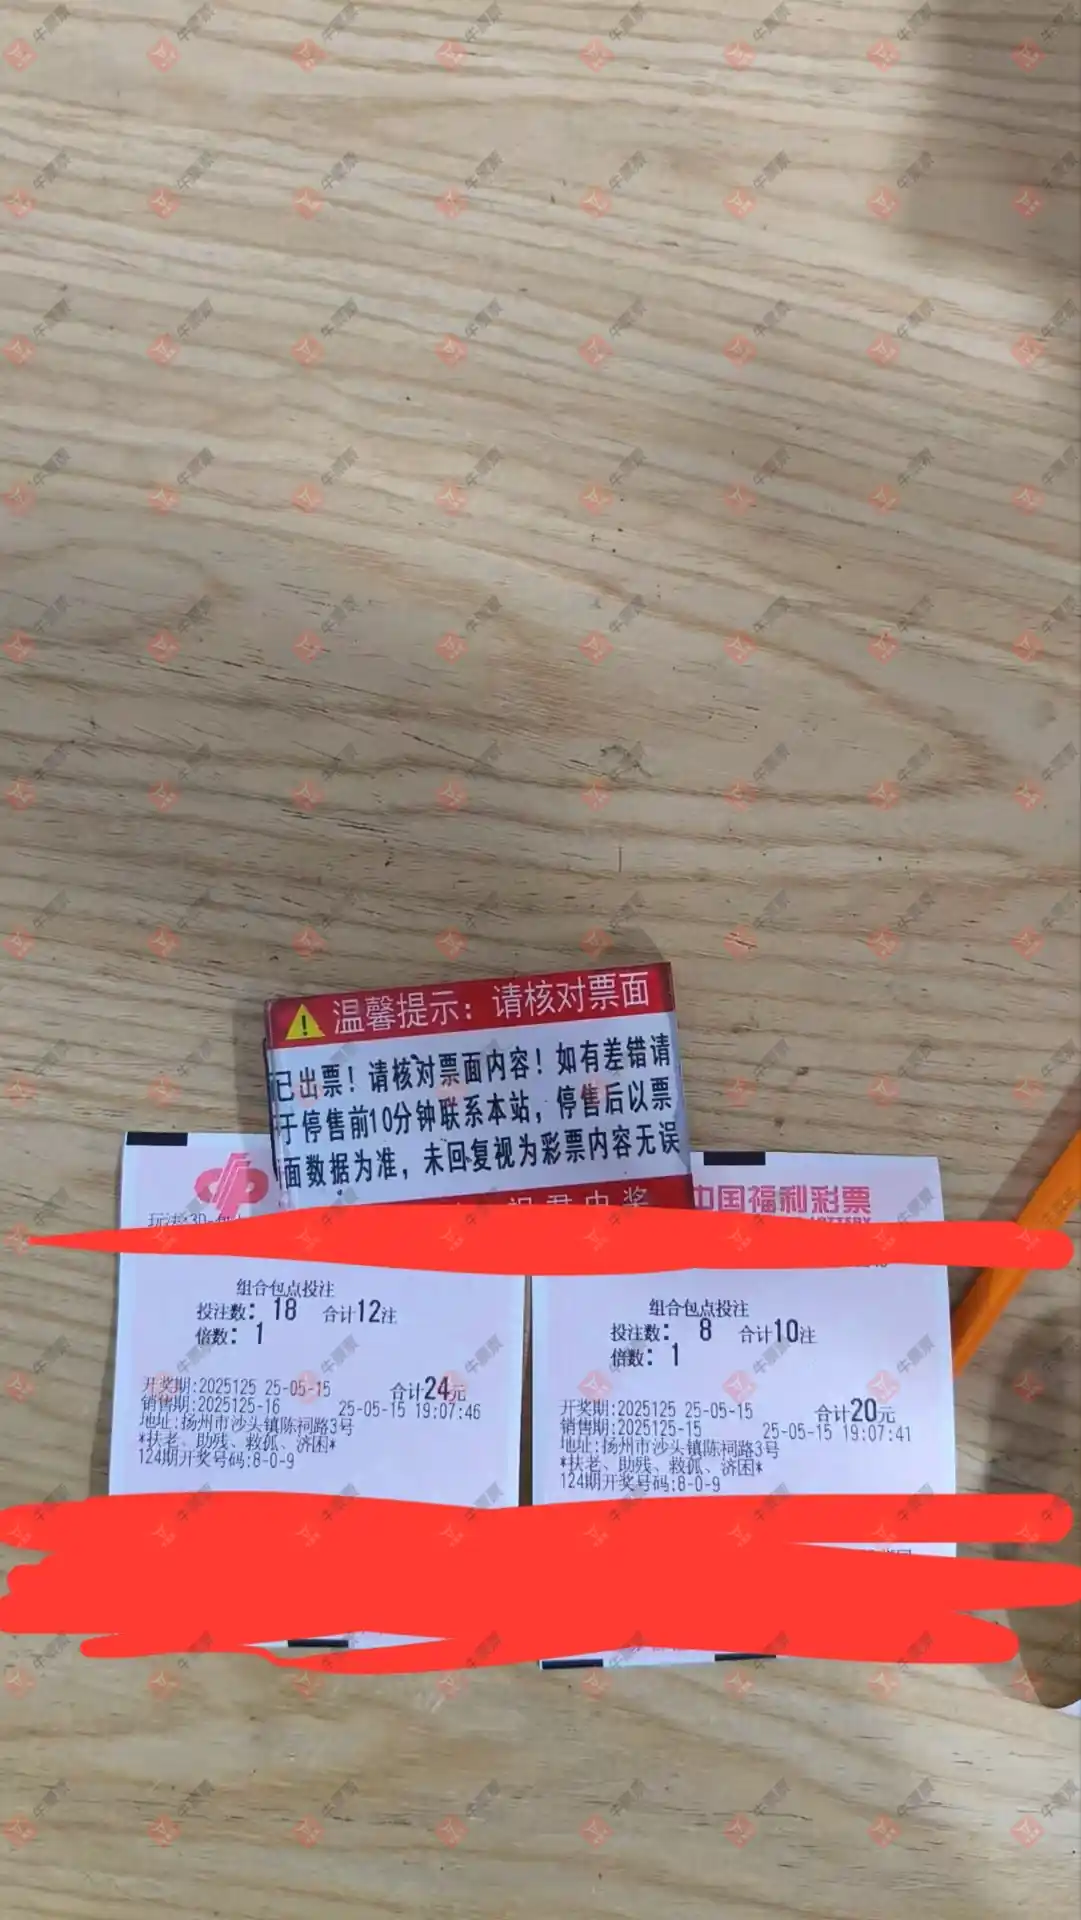 温馨提示：请核对票面
已出票！请核对票面内容！如有差错请
于停售前10分钟联系本站，停售后以票
面数据为准，未回复视为彩票内容无误
祝君中奖
玩法:3D-
组合包点投注
投注数: 18 合计12注
倍数: 1
开奖期:2025125 25-05-15 合计24元
销售期:2025125-16 25-05-15 19:07:46
地址:扬州市沙头镇陈祠路3号
*扶老、助残、救孤、济困*
124期开奖号码:8-0-9
中国福利彩票
组合包点投注
投注数: 8 合计10注
倍数: 1
开奖期:2025125 25-05-15 合计20元
销售期:2025125-15 25-05-15 19:07:41
地址:扬州市沙头镇陈祠路3号
*扶老、助残、救孤、济困*
124期开奖号码:8-0-9